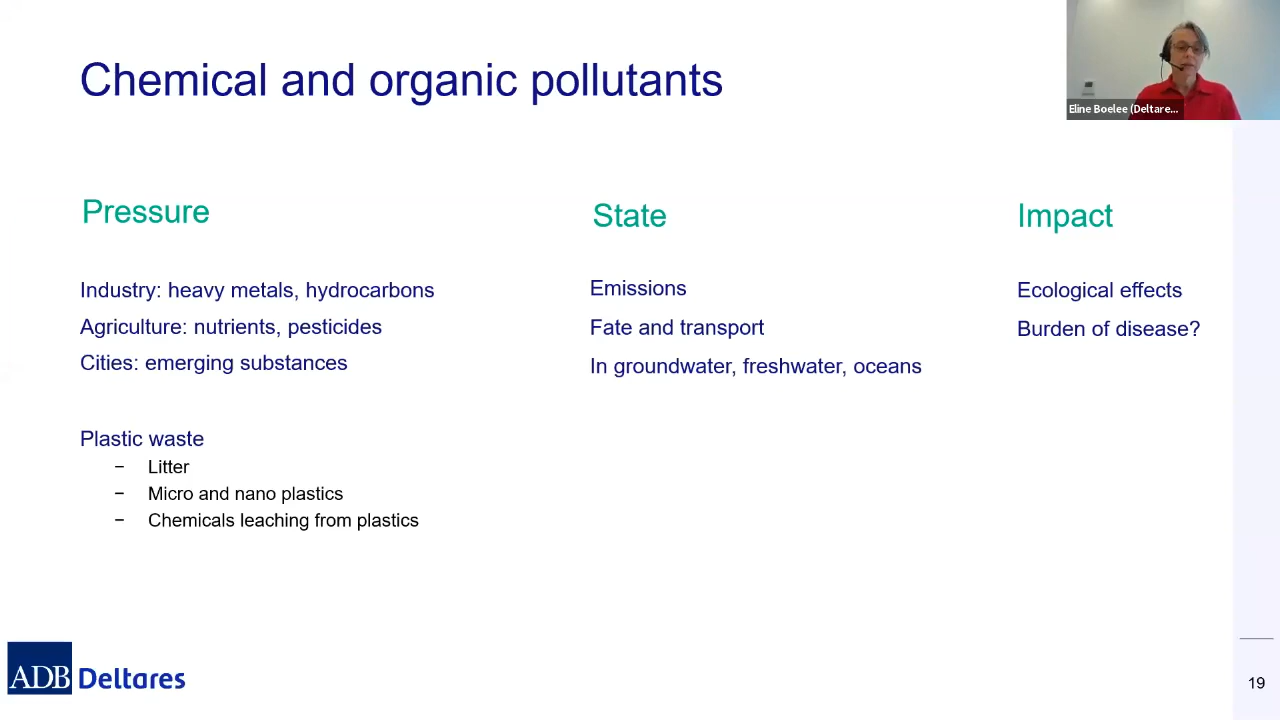 Chemical and organic pollutants
Eline Boelee (Deltare...
Pressure
Industry: heavy metals, hydrocarbons
Agriculture: nutrients, pesticides
Cities: emerging substances
Plastic waste
− Litter
− Micro and nano plastics
− Chemicals leaching from plastics
State
Emissions
Fate and transport
In groundwater, freshwater, oceans
Impact
Ecological effects
Burden of disease?
ADB Deltares
19